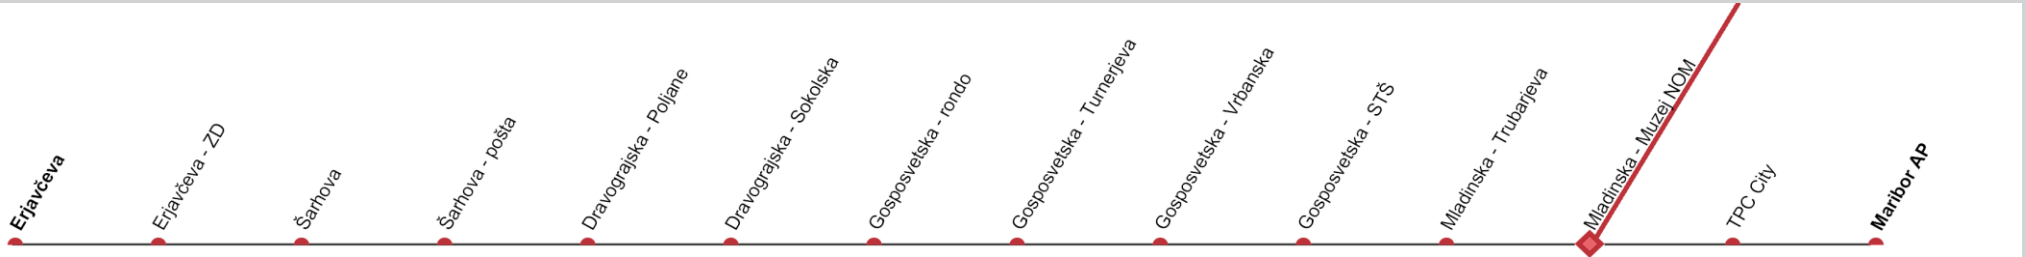 Erjavčeva
Erjavčeva - ZD
Šarhova
Šarhova - pošta
Dravograjska - Poljane
Dravograjska - Sokolska
Gosposvetska - rondo
Gosposvetska - Turnerjeva
Gosposvetska - Vrbanska
Gosposvetska - STŠ
Mladinska - Trubarjeva
Mladinska - Muzej NOM
TPC City
Maribor AP